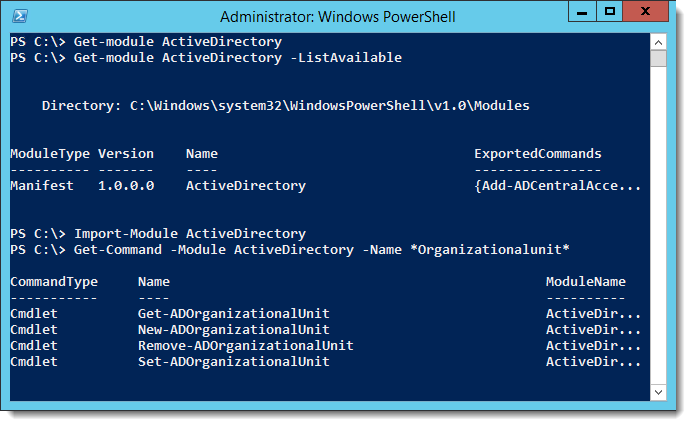 Administrator: Windows PowerShell
PS C:\> Get-module ActiveDirectory
PS C:\> Get-module ActiveDirectory -ListAvailable
Directory: C:\Windows\system32\WindowsPowerShell\v1.0\Modules
ModuleType Version Name ExportedCommands
---------- ------- ---- ----------------
Manifest 1.0.0.0 ActiveDirectory {Add-ADCentralAcce...
PS C:\> Import-Module ActiveDirectory
PS C:\> Get-Command -Module ActiveDirectory -Name *Organizationalunit*
CommandType Name ModuleName
----------- ---- ----------
Cmdlet Get-ADOrganizationalUnit ActiveDir...
Cmdlet New-ADOrganizationalUnit ActiveDir...
Cmdlet Remove-ADOrganizationalUnit ActiveDir...
Cmdlet Set-ADOrganizationalUnit ActiveDir...